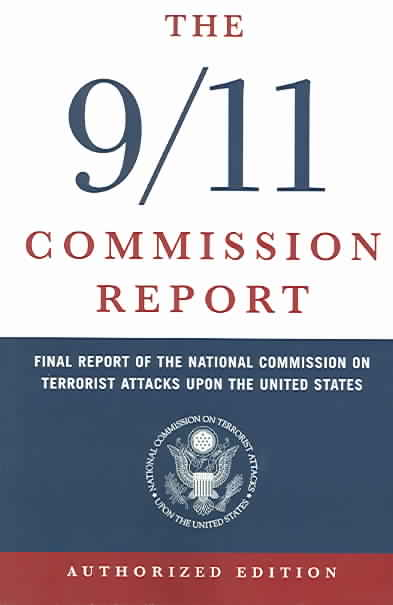 THE
9/11
COMMISSION
REPORT
FINAL REPORT OF THE NATIONAL COMMISSION ON
TERRORIST ATTACKS UPON THE UNITED STATES
NATIONAL COMMISSION ON TERRORIST ATTACKS
• UPON THE UNITED STATES •
AUTHORIZED EDITION